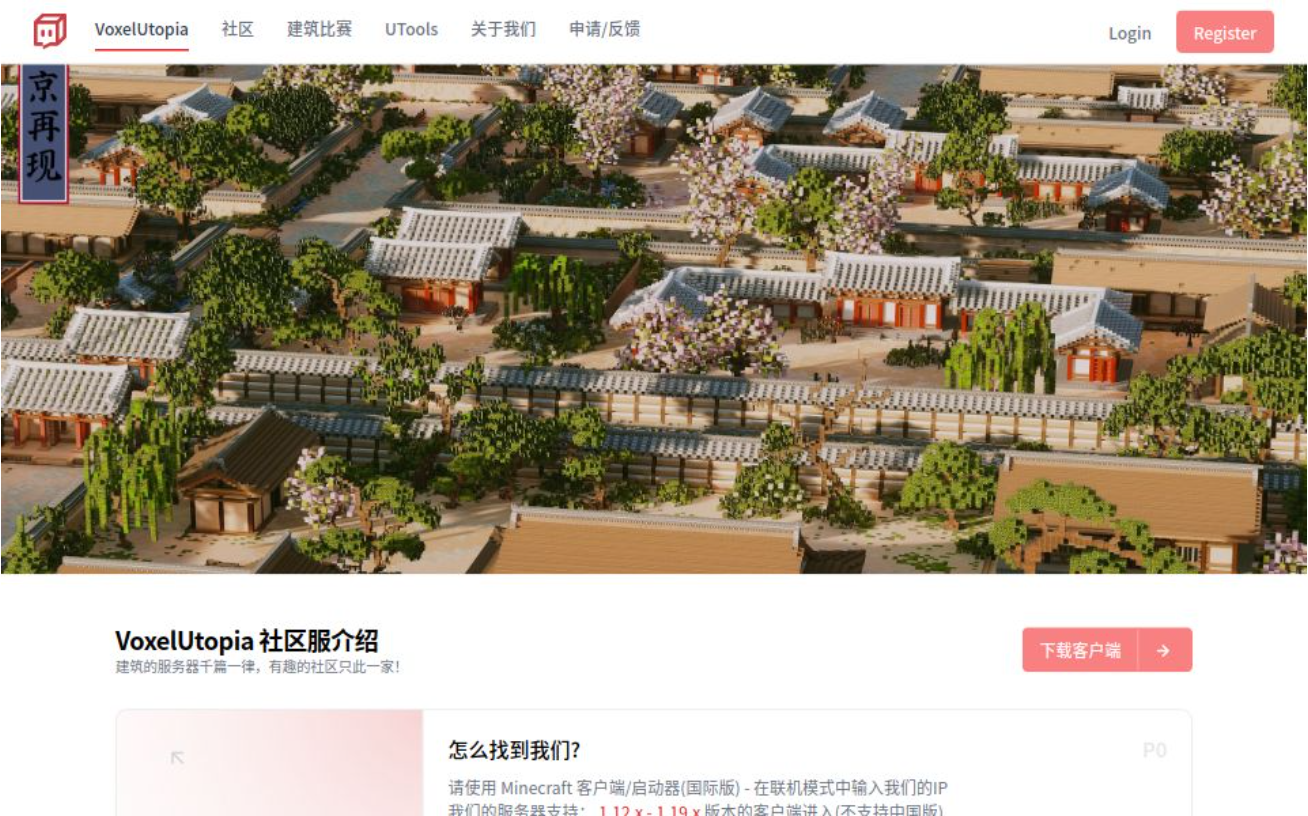 VoxelUtopia
社区
建筑比赛
UTools
关于我们
申请/反馈
Login
Register
京再现
VoxelUtopia 社区服介绍
建筑的服务器千篇一律，有趣的社区只此一家！
下载客户端
怎么找到我们?
P0
请使用 Minecraft 客户端/启动器(国际版) - 在联机模式中输入我们的IP
我们的服务器支持： 1.12.x - 1.19.x 版本的客户端进入(不支持中国版)